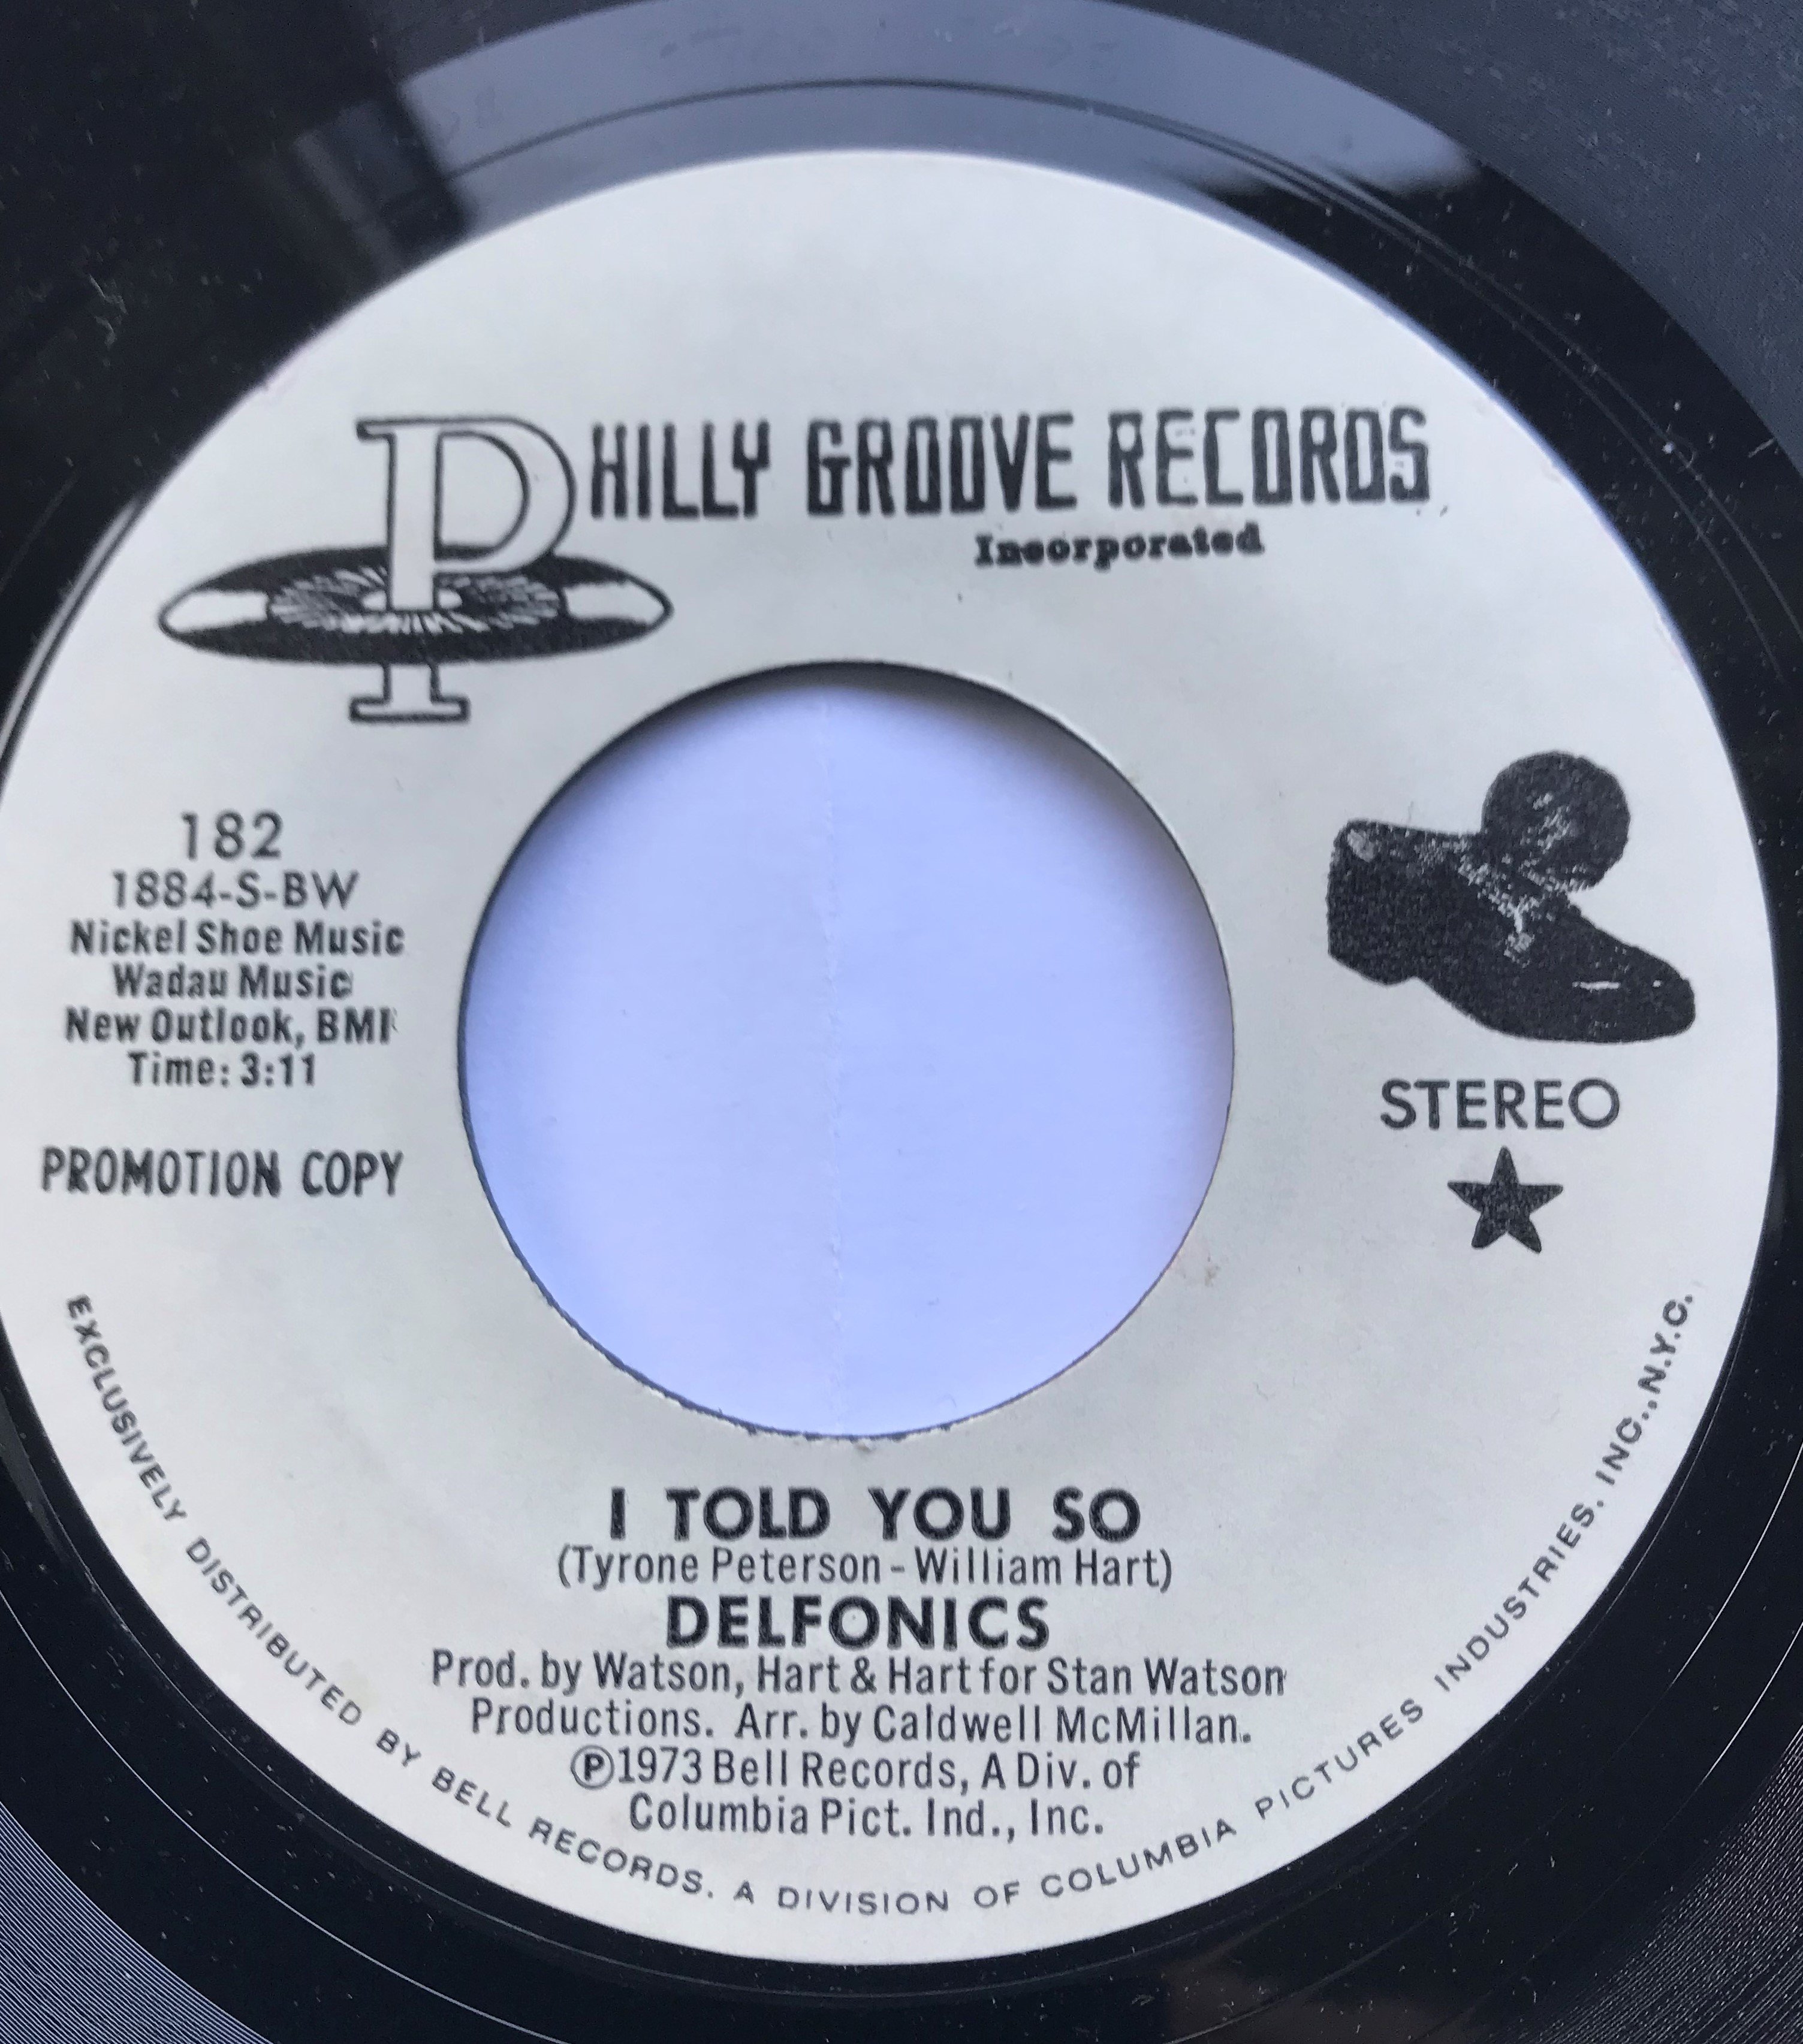 PHILLY GROOVE RECORDS
Incorporated
182
1884-S-BW
Nickel Shoe Music
Wadau Music
New Outlook, BMI
Time: 3:11
PROMOTION COPY
STEREO
I TOLD YOU SO
(Tyrone Peterson - William Hart)
DELFONICS
Prod. by Watson, Hart & Hart for Stan Watson
Productions. Arr. by Caldwell McMillan.
Ⓟ1973 Bell Records, A Div. of
Columbia Pict. Ind., Inc.
EXCLUSIVELY DISTRIBUTED BY BELL RECORDS. A DIVISION OF COLUMBIA PICTURES INDUSTRIES. INC., N.Y.C.